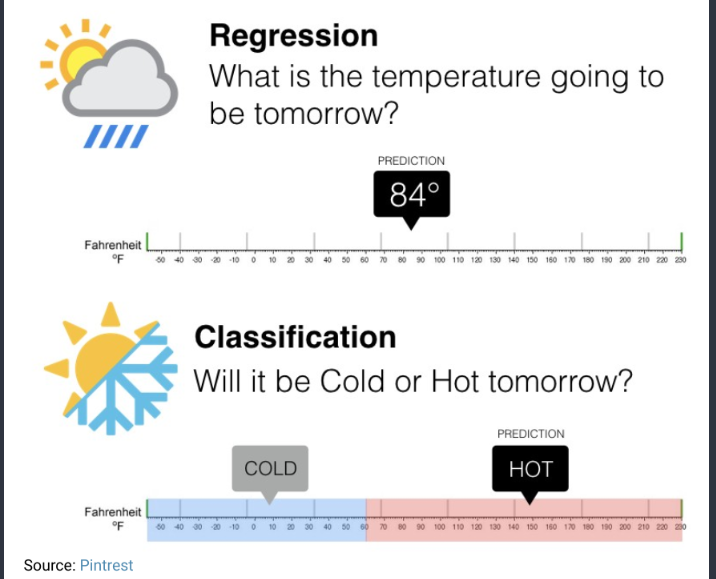 Regression
What is the temperature going to
be tomorrow?
PREDICTION
84°
Fahrenheit
°F
-50 -40 -30 -20 -10 0 10 20 30 40 50 60 70 80 90 100 110 120 130 140 150 160 170 180 190 200 210 220 230
Classification
Will it be Cold or Hot tomorrow?
PREDICTION
COLD
HOT
Fahrenheit
°F
-50 -40 -30 -20 -10 0 10 20 30 40 50 60 70 80 90 100 110 120 130 140 150 160 170 180 190 200 210 220 230
Source: Pintrest